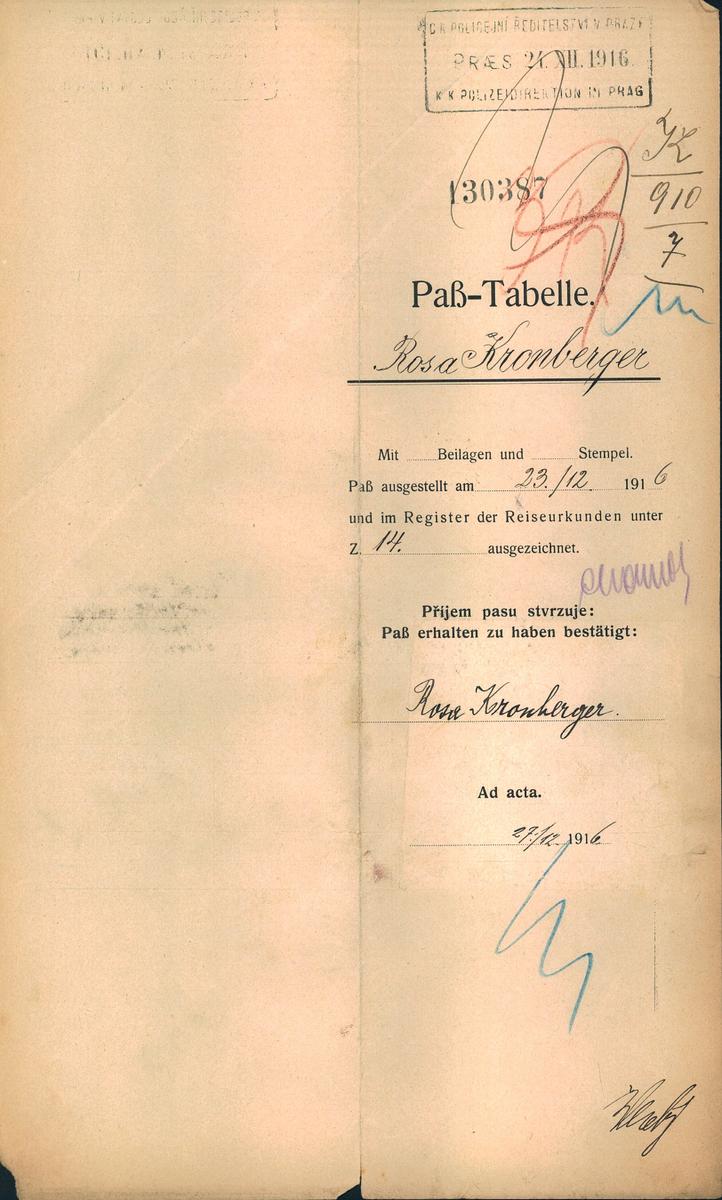 C.K. POLICEJNÍ ŘEDITELSTVÍ V PRAZE
PRÆS 21. XII. 1916.
K.K. POLIZEIDIREKTION IN PRAG
130387
K
910
7
Paß-Tabelle.
Rosa Kronberger
Mit ...... Beilagen und ...... Stempel.
Paß ausgestellt am 23./12. 1916
und im Register der Reiseurkunden unter
Z. 14. ausgezeichnet.
Příjem pasu stvrzuje:
Paß erhalten zu haben bestätigt:
Rosa Kronberger.
Ad acta.
27./12. 1916